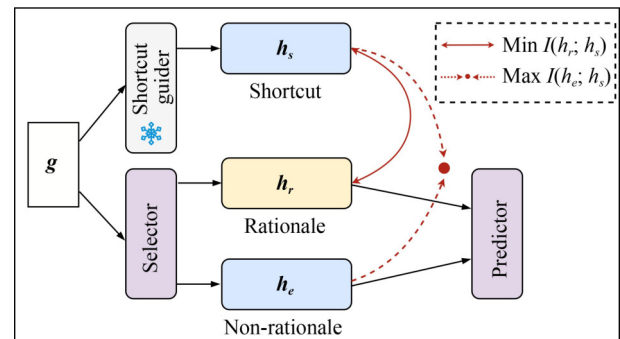 g
Shortcut
guider
Selector
h_s
Shortcut
h_r
Rationale
h_e
Non-rationale
Predictor
Min I(h_r; h_s)
Max I(h_e; h_s)